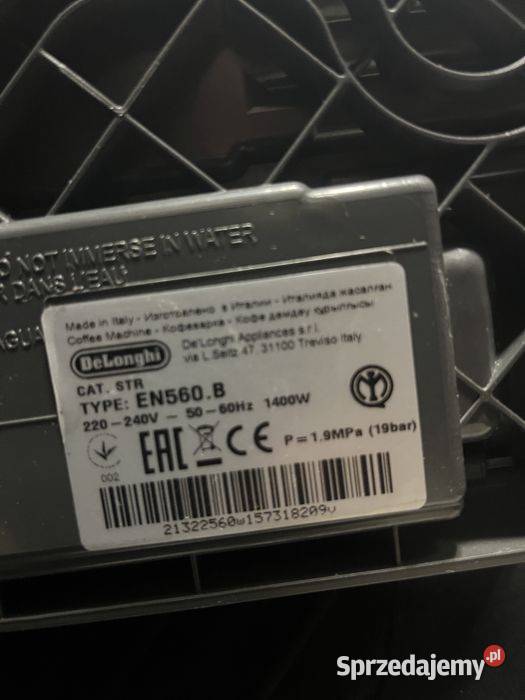 O NOT IMMERSE IN WATER
R DANS L'EAU
Made in Italy - Изготовлено в Италии - Италияда жасалған
Coffee Machine - Кофеварка - Кофе демдеу құрылғысы
DeLonghi
De'Longhi Appliances s.r.l.
via L. Seitz 47, 31100 Treviso Italy
CAT. STR
TYPE: EN560.B
220-240V ~ 50-60Hz 1400W
002
EAC CE P=1.9MPa (19bar)
21322560w157318209v
Sprzedajemy.pl